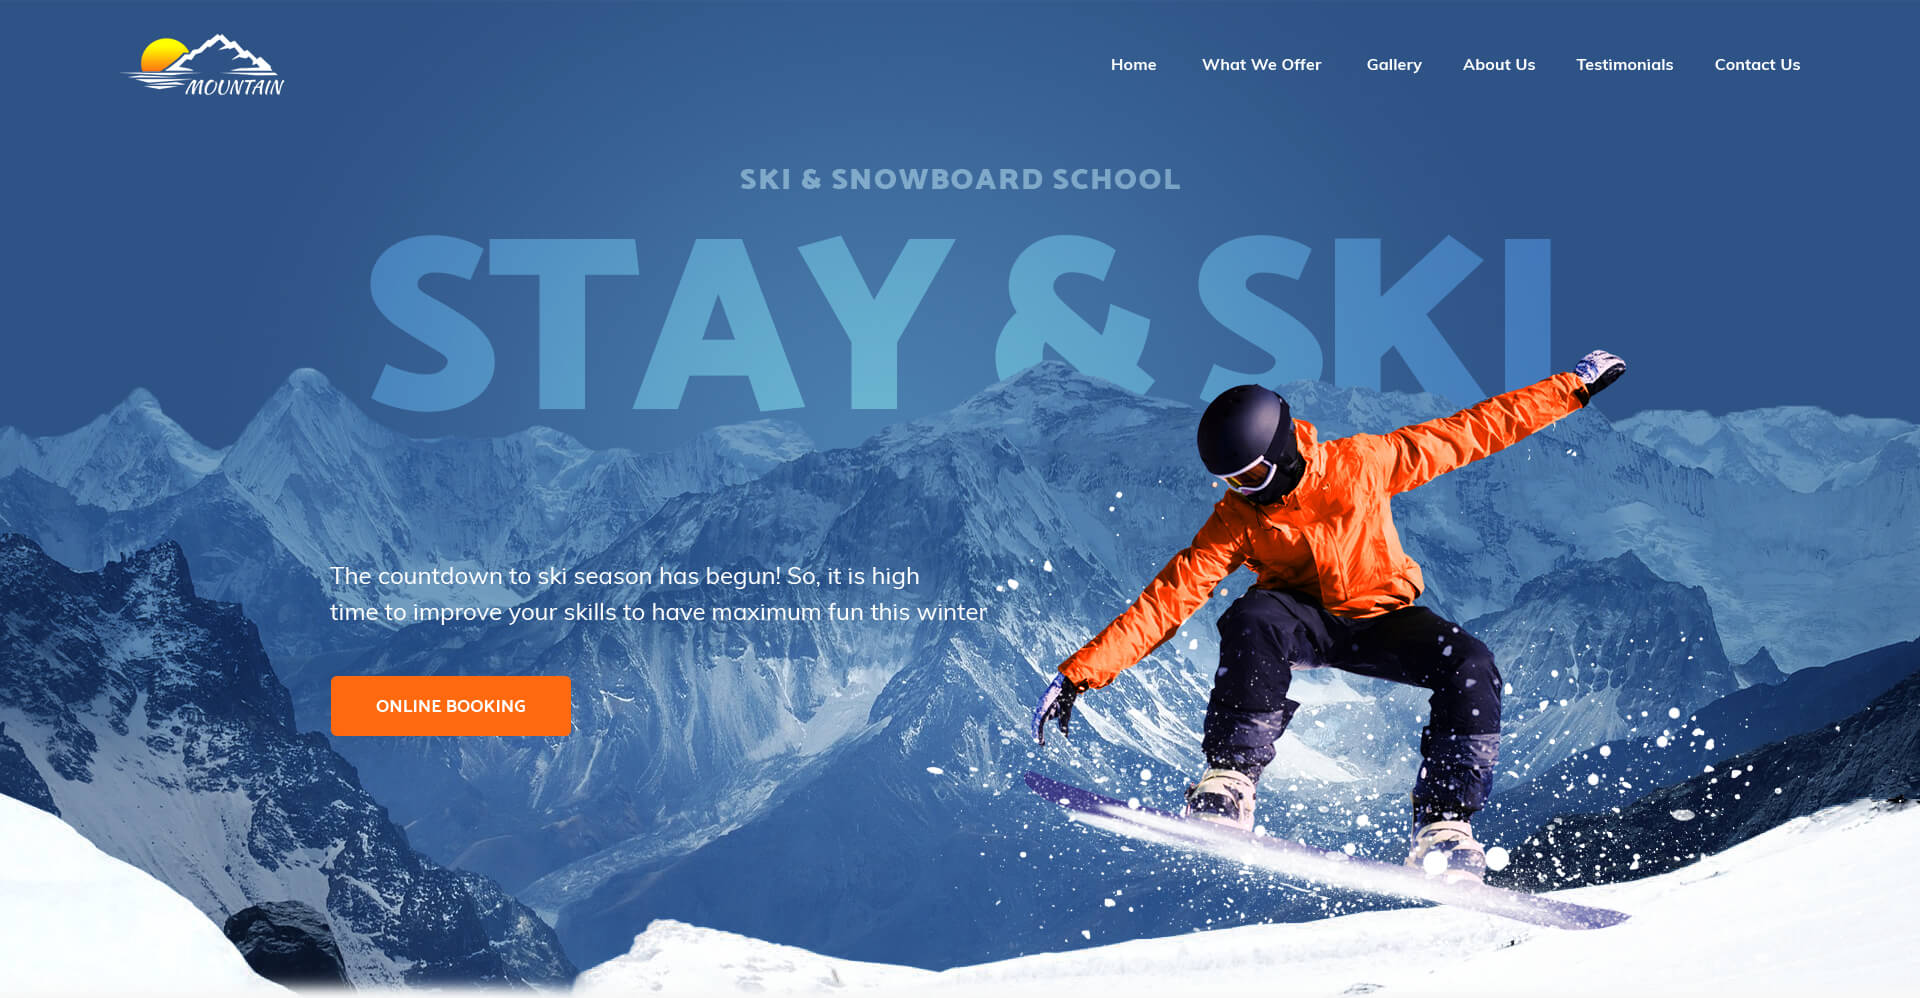 MOUNTAIN
Home What We Offer Gallery About Us Testimonials Contact Us
SKI & SNOWBOARD SCHOOL
STAY & SKI
The countdown to ski season has begun! So, it is high
time to improve your skills to have maximum fun this winter
ONLINE BOOKING